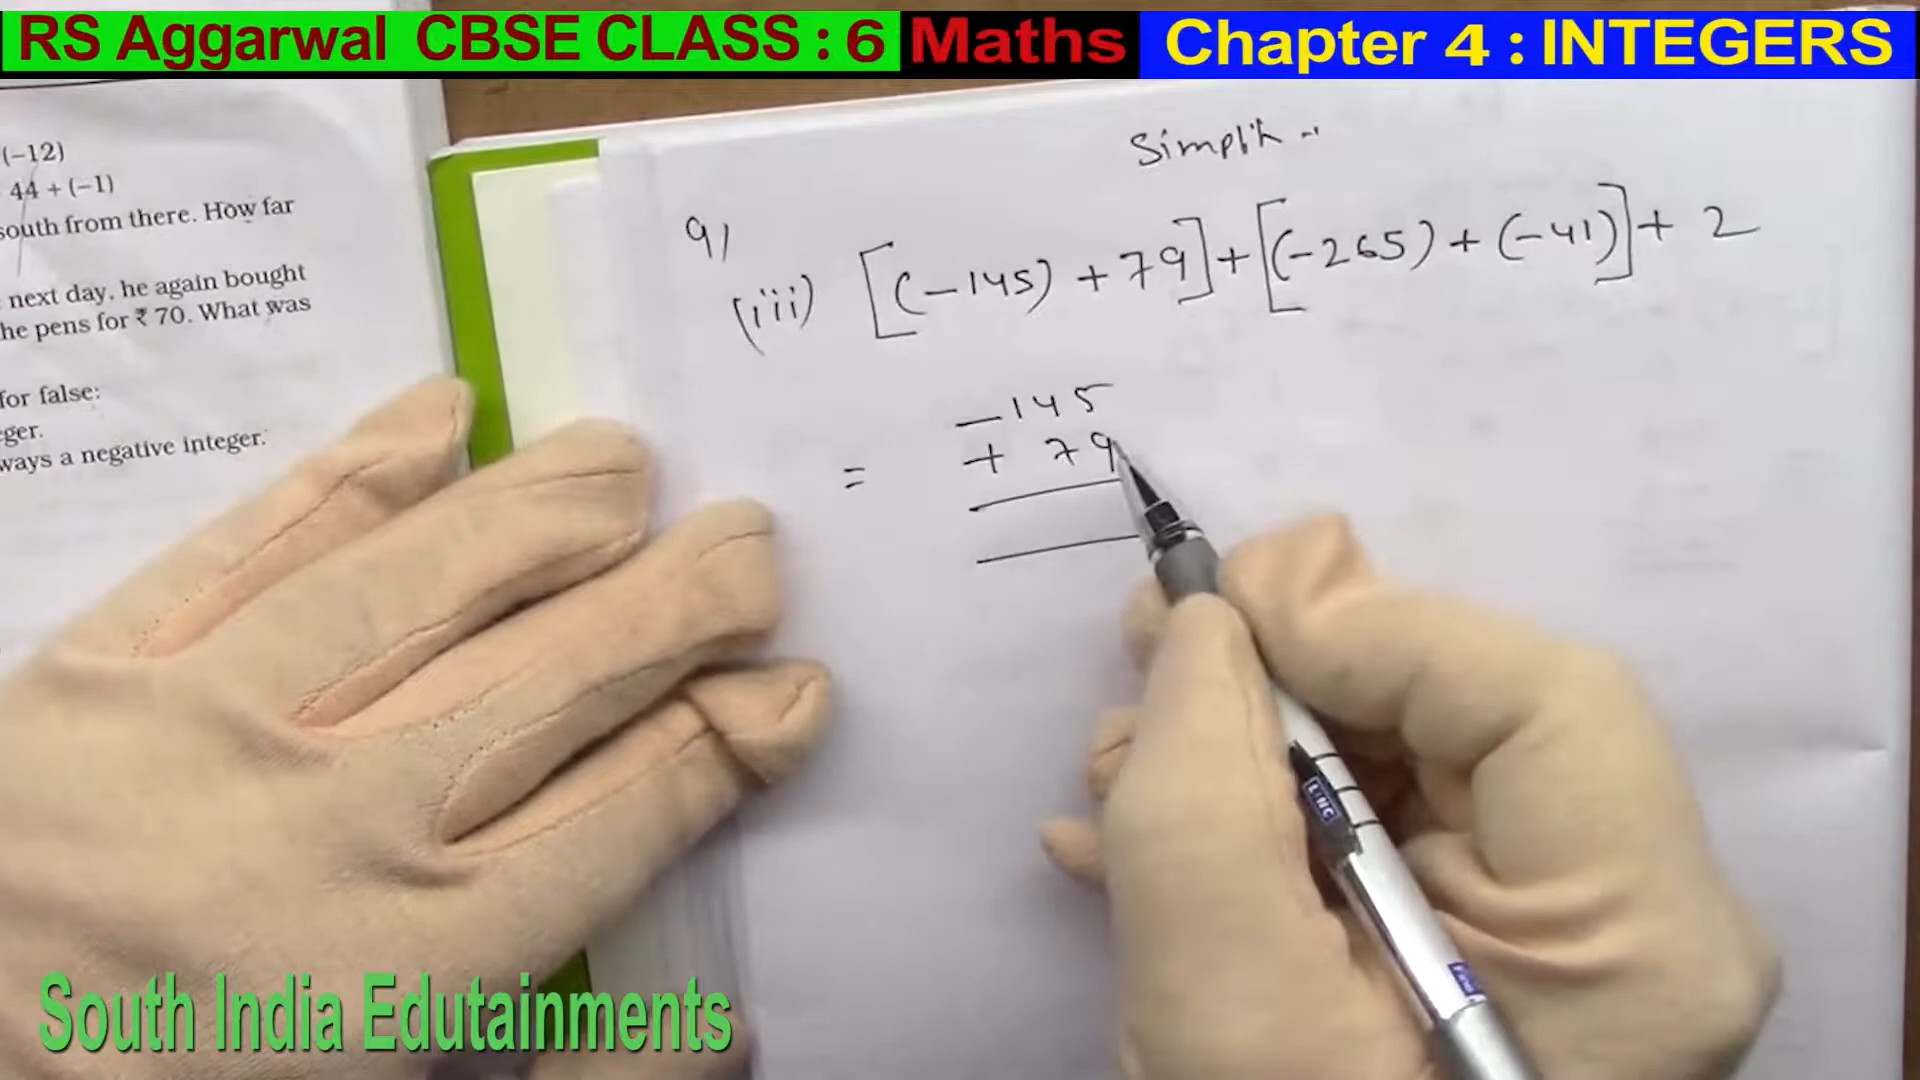 RS Aggarwal CBSE CLASS : 6 Maths Chapter 4 : INTEGERS
(-12)
44 + (-1)
south from there. How far
next day, he again bought
he pens for ₹ 70. What was
for false:
ger.
ways a negative integer.
9)
(iii) [(-145) + 79] + [(-265) + (-41)] + 2
-145
+ 79
=
South India Edutainments
LINC